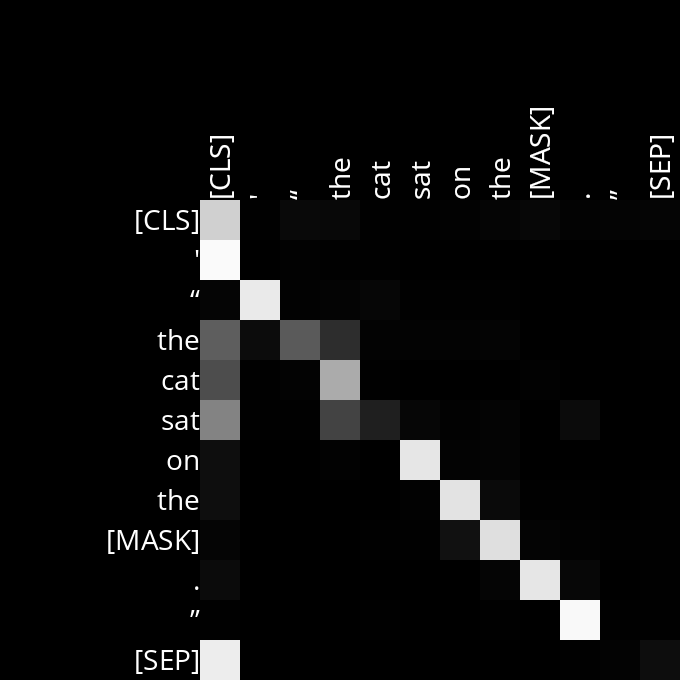 [CLS] ' “ the cat sat on the [MASK] . ” [SEP]
[CLS]
'
“
the
cat
sat
on
the
[MASK]
.
”
[SEP]